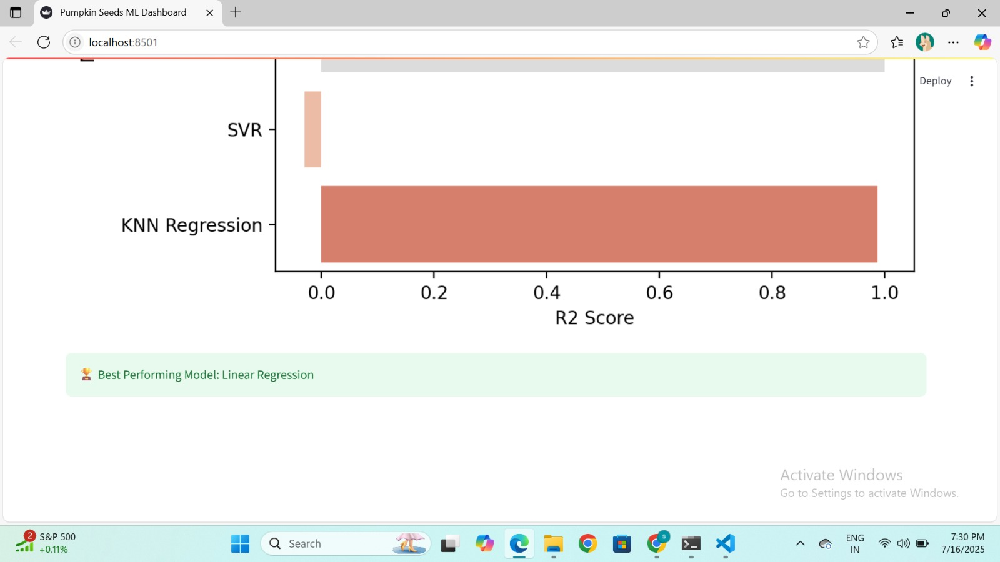 Pumpkin Seeds ML Dashboard
localhost:8501
Deploy
SVR
KNN Regression
0.0 0.2 0.4 0.6 0.8 1.0
R2 Score
🏆 Best Performing Model: Linear Regression
Activate Windows
Go to Settings to activate Windows.
2
S&P 500
+0.11%
Search
S
ENG
IN
7:30 PM
7/16/2025